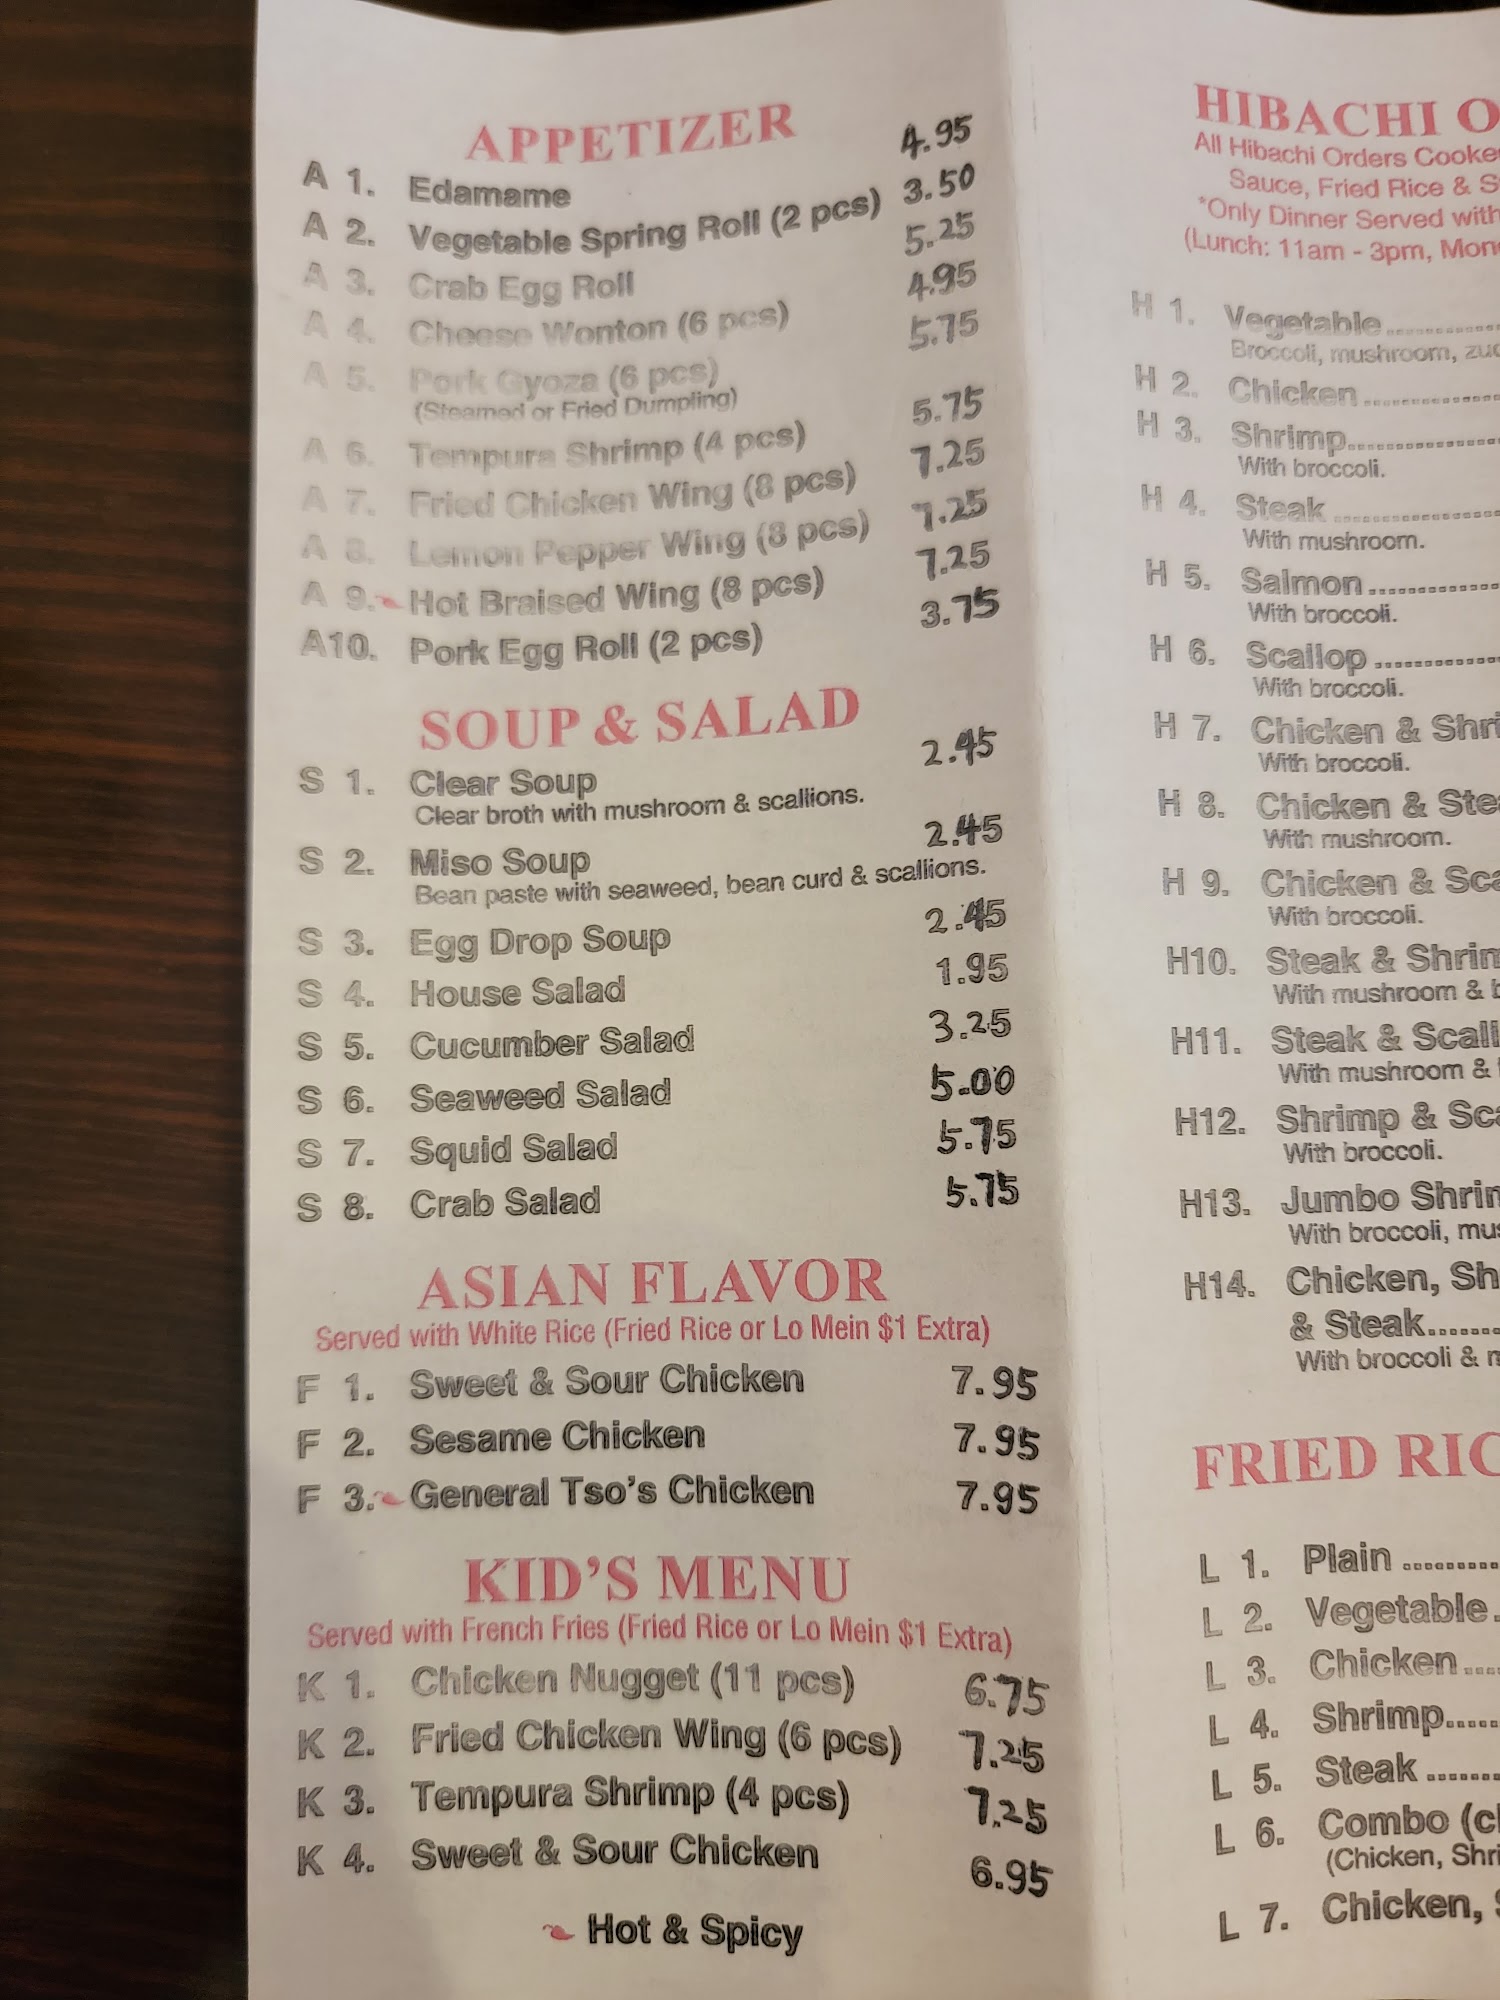 APPETIZER
A 1. Edamame 4.95
A 2. Vegetable Spring Roll (2 pcs) 3.50
A 3. Crab Egg Roll 5.25
A 4. Cheese Wonton (6 pcs) 4.95
A 5. Pork Gyoza (6 pcs) 5.75
(Steamed or Fried Dumpling)
A 6. Tempura Shrimp (4 pcs) 5.75
A 7. Fried Chicken Wing (8 pcs) 7.25
A 8. Lemon Pepper Wing (8 pcs) 7.25
A 9. Hot Braised Wing (8 pcs) 7.25
A10. Pork Egg Roll (2 pcs) 3.75
SOUP & SALAD
S 1. Clear Soup 2.45
Clear broth with mushroom & scallions.
S 2. Miso Soup 2.45
Bean paste with seaweed, bean curd & scallions.
S 3. Egg Drop Soup 2.45
S 4. House Salad 1.95
S 5. Cucumber Salad 3.25
S 6. Seaweed Salad 5.00
S 7. Squid Salad 5.75
S 8. Crab Salad 5.75
ASIAN FLAVOR
Served with White Rice (Fried Rice or Lo Mein $1 Extra)
F 1. Sweet & Sour Chicken 7.95
F 2. Sesame Chicken 7.95
F 3. General Tso's Chicken 7.95
KID'S MENU
Served with French Fries (Fried Rice or Lo Mein $1 Extra)
K 1. Chicken Nugget (11 pcs) 6.75
K 2. Fried Chicken Wing (6 pcs) 7.25
K 3. Tempura Shrimp (4 pcs) 7.25
K 4. Sweet & Sour Chicken 6.95
Hot & Spicy
HIBACHI
All Hibachi Orders
Sauce, Fried Rice &
*Only Dinner Served with
(Lunch: 11am - 3pm,
H 1. Vegetable
Broccoli, mushroom,
H 2. Chicken
H 3. Shrimp
With broccoli.
H 4. Steak
With mushroom.
H 5. Salmon
With broccoli.
H 6. Scallop
With broccoli.
H 7. Chicken &
With broccoli.
H 8. Chicken &
With mushroom.
H 9. Chicken &
With broccoli.
H10. Steak &
With mushroom &
H11. Steak &
With mushroom &
H12. Shrimp &
With broccoli.
H13. Jumbo
With broccoli,
H14. Chicken,
& Steak
With broccoli &
FRIED
L 1. Plain
L 2. Vegetable
L 3. Chicken
L 4. Shrimp
L 5. Steak
L 6. Combo
(Chicken,
L 7. Chicken,